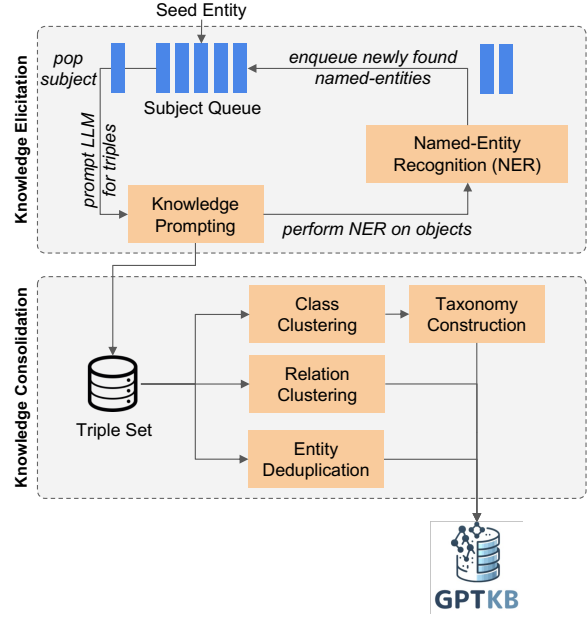 Seed Entity
pop
subject
enqueue newly found
named-entities
Subject Queue
prompt LLM
for triples
Named-Entity
Recognition (NER)
Knowledge
Prompting
perform NER on objects
Knowledge Elicitation
Class
Clustering
Taxonomy
Construction
Relation
Clustering
Triple Set
Entity
Deduplication
Knowledge Consolidation
GPTKB